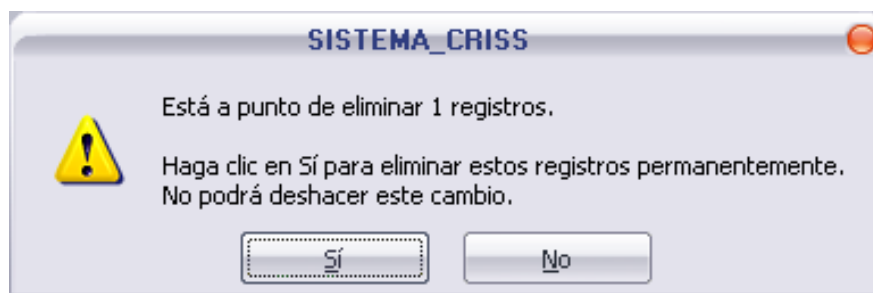 SISTEMA_CRISS
Está a punto de eliminar 1 registros.
Haga clic en Sí para eliminar estos registros permanentemente.
No podrá deshacer este cambio.
Sí
No